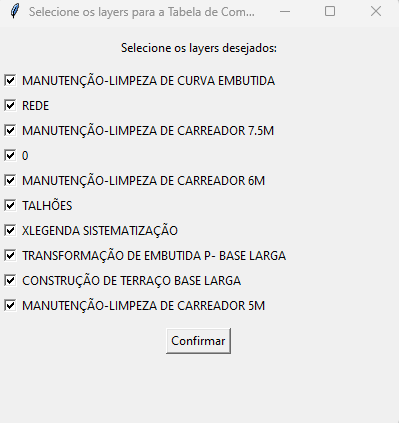 Selecione os layers para a Tabela de Com...
Selecione os layers desejados:
MANUTENÇÃO-LIMPEZA DE CURVA EMBUTIDA
REDE
MANUTENÇÃO-LIMPEZA DE CARREADOR 7.5M
0
MANUTENÇÃO-LIMPEZA DE CARREADOR 6M
TALHÕES
XLEGENDA SISTEMATIZAÇÃO
TRANSFORMAÇÃO DE EMBUTIDA P- BASE LARGA
CONSTRUÇÃO DE TERRAÇO BASE LARGA
MANUTENÇÃO-LIMPEZA DE CARREADOR 5M
Confirmar